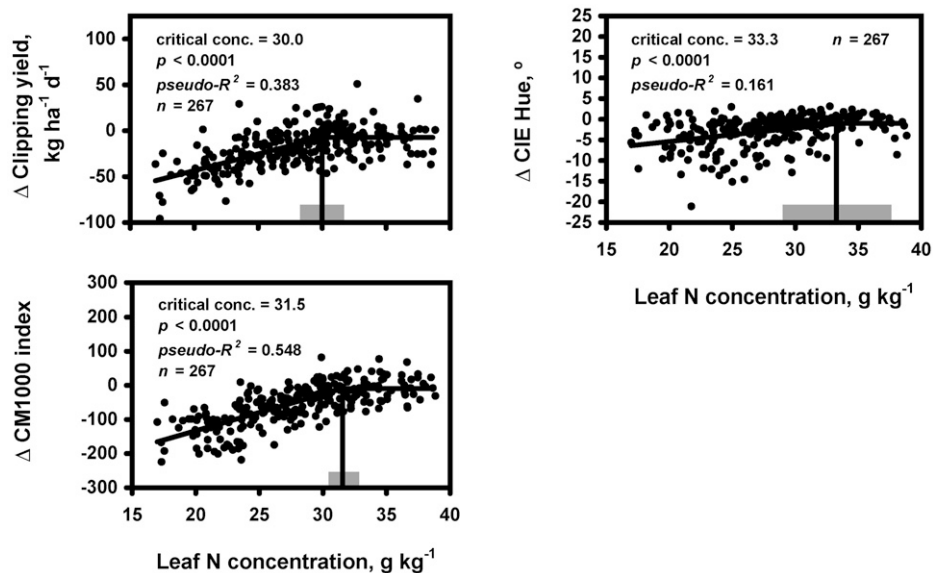 Δ Clipping yield,
kg ha⁻¹ d⁻¹
100
50
0
-50
-100
critical conc. = 30.0
p < 0.0001
pseudo-R² = 0.383
n = 267
Δ CIE Hue, º
25
20
15
10
5
0
-5
-10
-15
-20
-25
critical conc. = 33.3 n = 267
p < 0.0001
pseudo-R² = 0.161
15 20 25 30 35 40
Leaf N concentration, g kg⁻¹
Δ CM1000 index
300
200
100
0
-100
-200
-300
critical conc. = 31.5
p < 0.0001
pseudo-R² = 0.548
n = 267
15 20 25 30 35 40
Leaf N concentration, g kg⁻¹